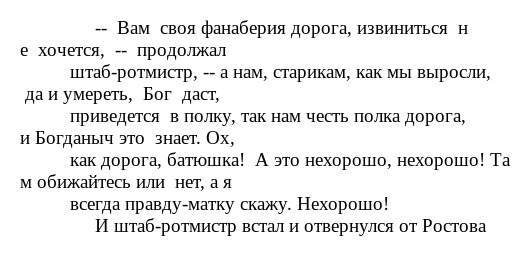 -- Вам своя фанаберия дорога, извиниться н
е хочется, -- продолжал
штаб-ротмистр, -- а нам, старикам, как мы выросли,
да и умереть, Бог даст,
приведется в полку, так нам честь полка дорога,
и Богданыч это знает. Ох,
как дорога, батюшка! А это нехорошо, нехорошо! Та
м обижайтесь или нет, а я
всегда правду-матку скажу. Нехорошо!
И штаб-ротмистр встал и отвернулся от Ростова